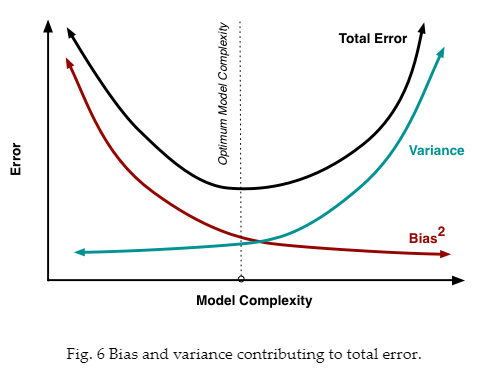 Total Error
Optimum Model Complexity
Error
Variance
Bias2
Model Complexity
Fig. 6 Bias and variance contributing to total error.